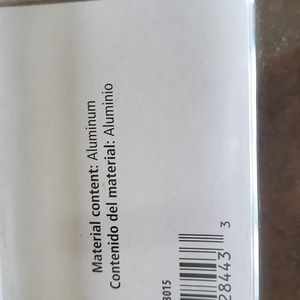 Material content: Aluminum
Contenido del material: Aluminio
3015
28443 3